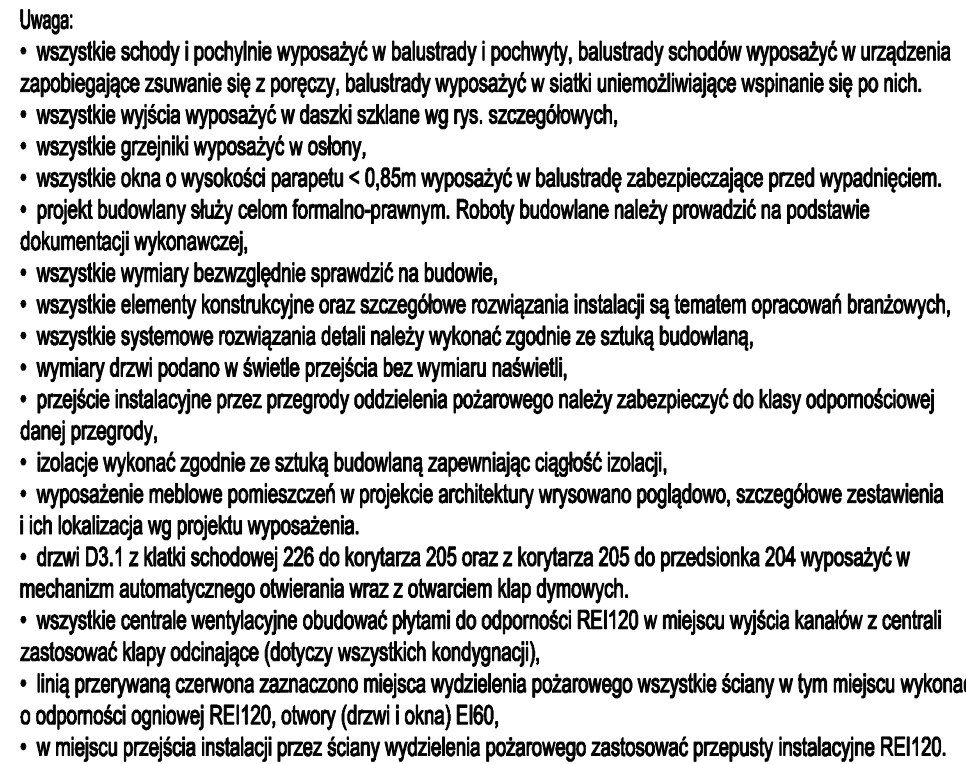 Uwaga:
• wszystkie schody i pochylnie wyposażyć w balustrady i pochwyty, balustrady schodów wyposażyć w urządzenia
zapobiegające zsuwanie się z poręczy, balustrady wyposażyć w siatki uniemożliwiające wspinanie się po nich.
• wszystkie wyjścia wyposażyć w daszki szklane wg rys. szczegółowych,
• wszystkie grzejniki wyposażyć w osłony,
• wszystkie okna o wysokości parapetu < 0,85m wyposażyć w balustradę zabezpieczające przed wypadnięciem.
• projekt budowlany służy celom formalno-prawnym. Roboty budowlane należy prowadzić na podstawie
dokumentacji wykonawczej,
• wszystkie wymiary bezwzględnie sprawdzić na budowie,
• wszystkie elementy konstrukcyjne oraz szczegółowe rozwiązania instalacji są tematem opracowań branżowych,
• wszystkie systemowe rozwiązania detali należy wykonać zgodnie ze sztuką budowlaną,
• wymiary drzwi podano w świetle przejścia bez wymiaru naświetli,
• przejście instalacyjne przez przegrody oddzielenia pożarowego należy zabezpieczyć do klasy odpornościowej
danej przegrody,
• izolacje wykonać zgodnie ze sztuką budowlaną zapewniając ciągłość izolacji,
• wyposażenie meblowe pomieszczeń w projekcie architektury wrysowano poglądowo, szczegółowe zestawienia
i ich lokalizacja wg projektu wyposażenia.
• drzwi D3.1 z klatki schodowej 226 do korytarza 205 oraz z korytarza 205 do przedsionka 204 wyposażyć w
mechanizm automatycznego otwierania wraz z otwarciem klap dymowych.
• wszystkie centrale wentylacyjne obudować płytami do odporności REI120 w miejscu wyjścia kanałów z centrali
zastosować klapy odcinające (dotyczy wszystkich kondygnacji),
• linią przerywaną czerwona zaznaczono miejsca wydzielenia pożarowego wszystkie ściany w tym miejscu wykonać
o odporności ogniowej REI120, otwory (drzwi i okna) EI60,
• w miejscu przejścia instalacji przez ściany wydzielenia pożarowego zastosować przepusty instalacyjne REI120.